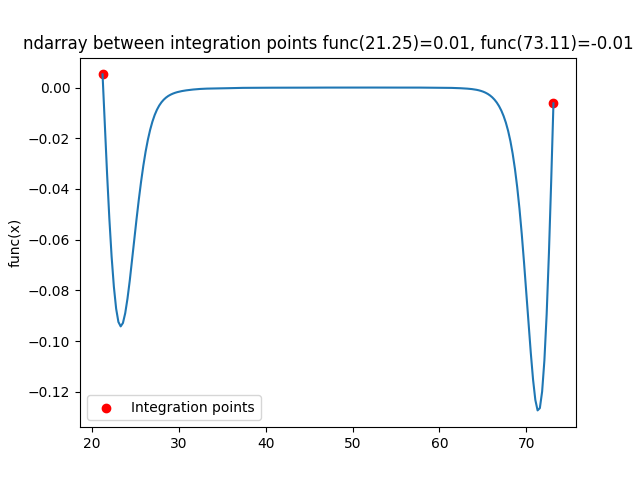 ndarray between integration points func(21.25)=0.01, func(73.11)=-0.01
0.00
−0.02
−0.04
−0.06
−0.08
−0.10
−0.12
func(x)
Integration points
20 30 40 50 60 70